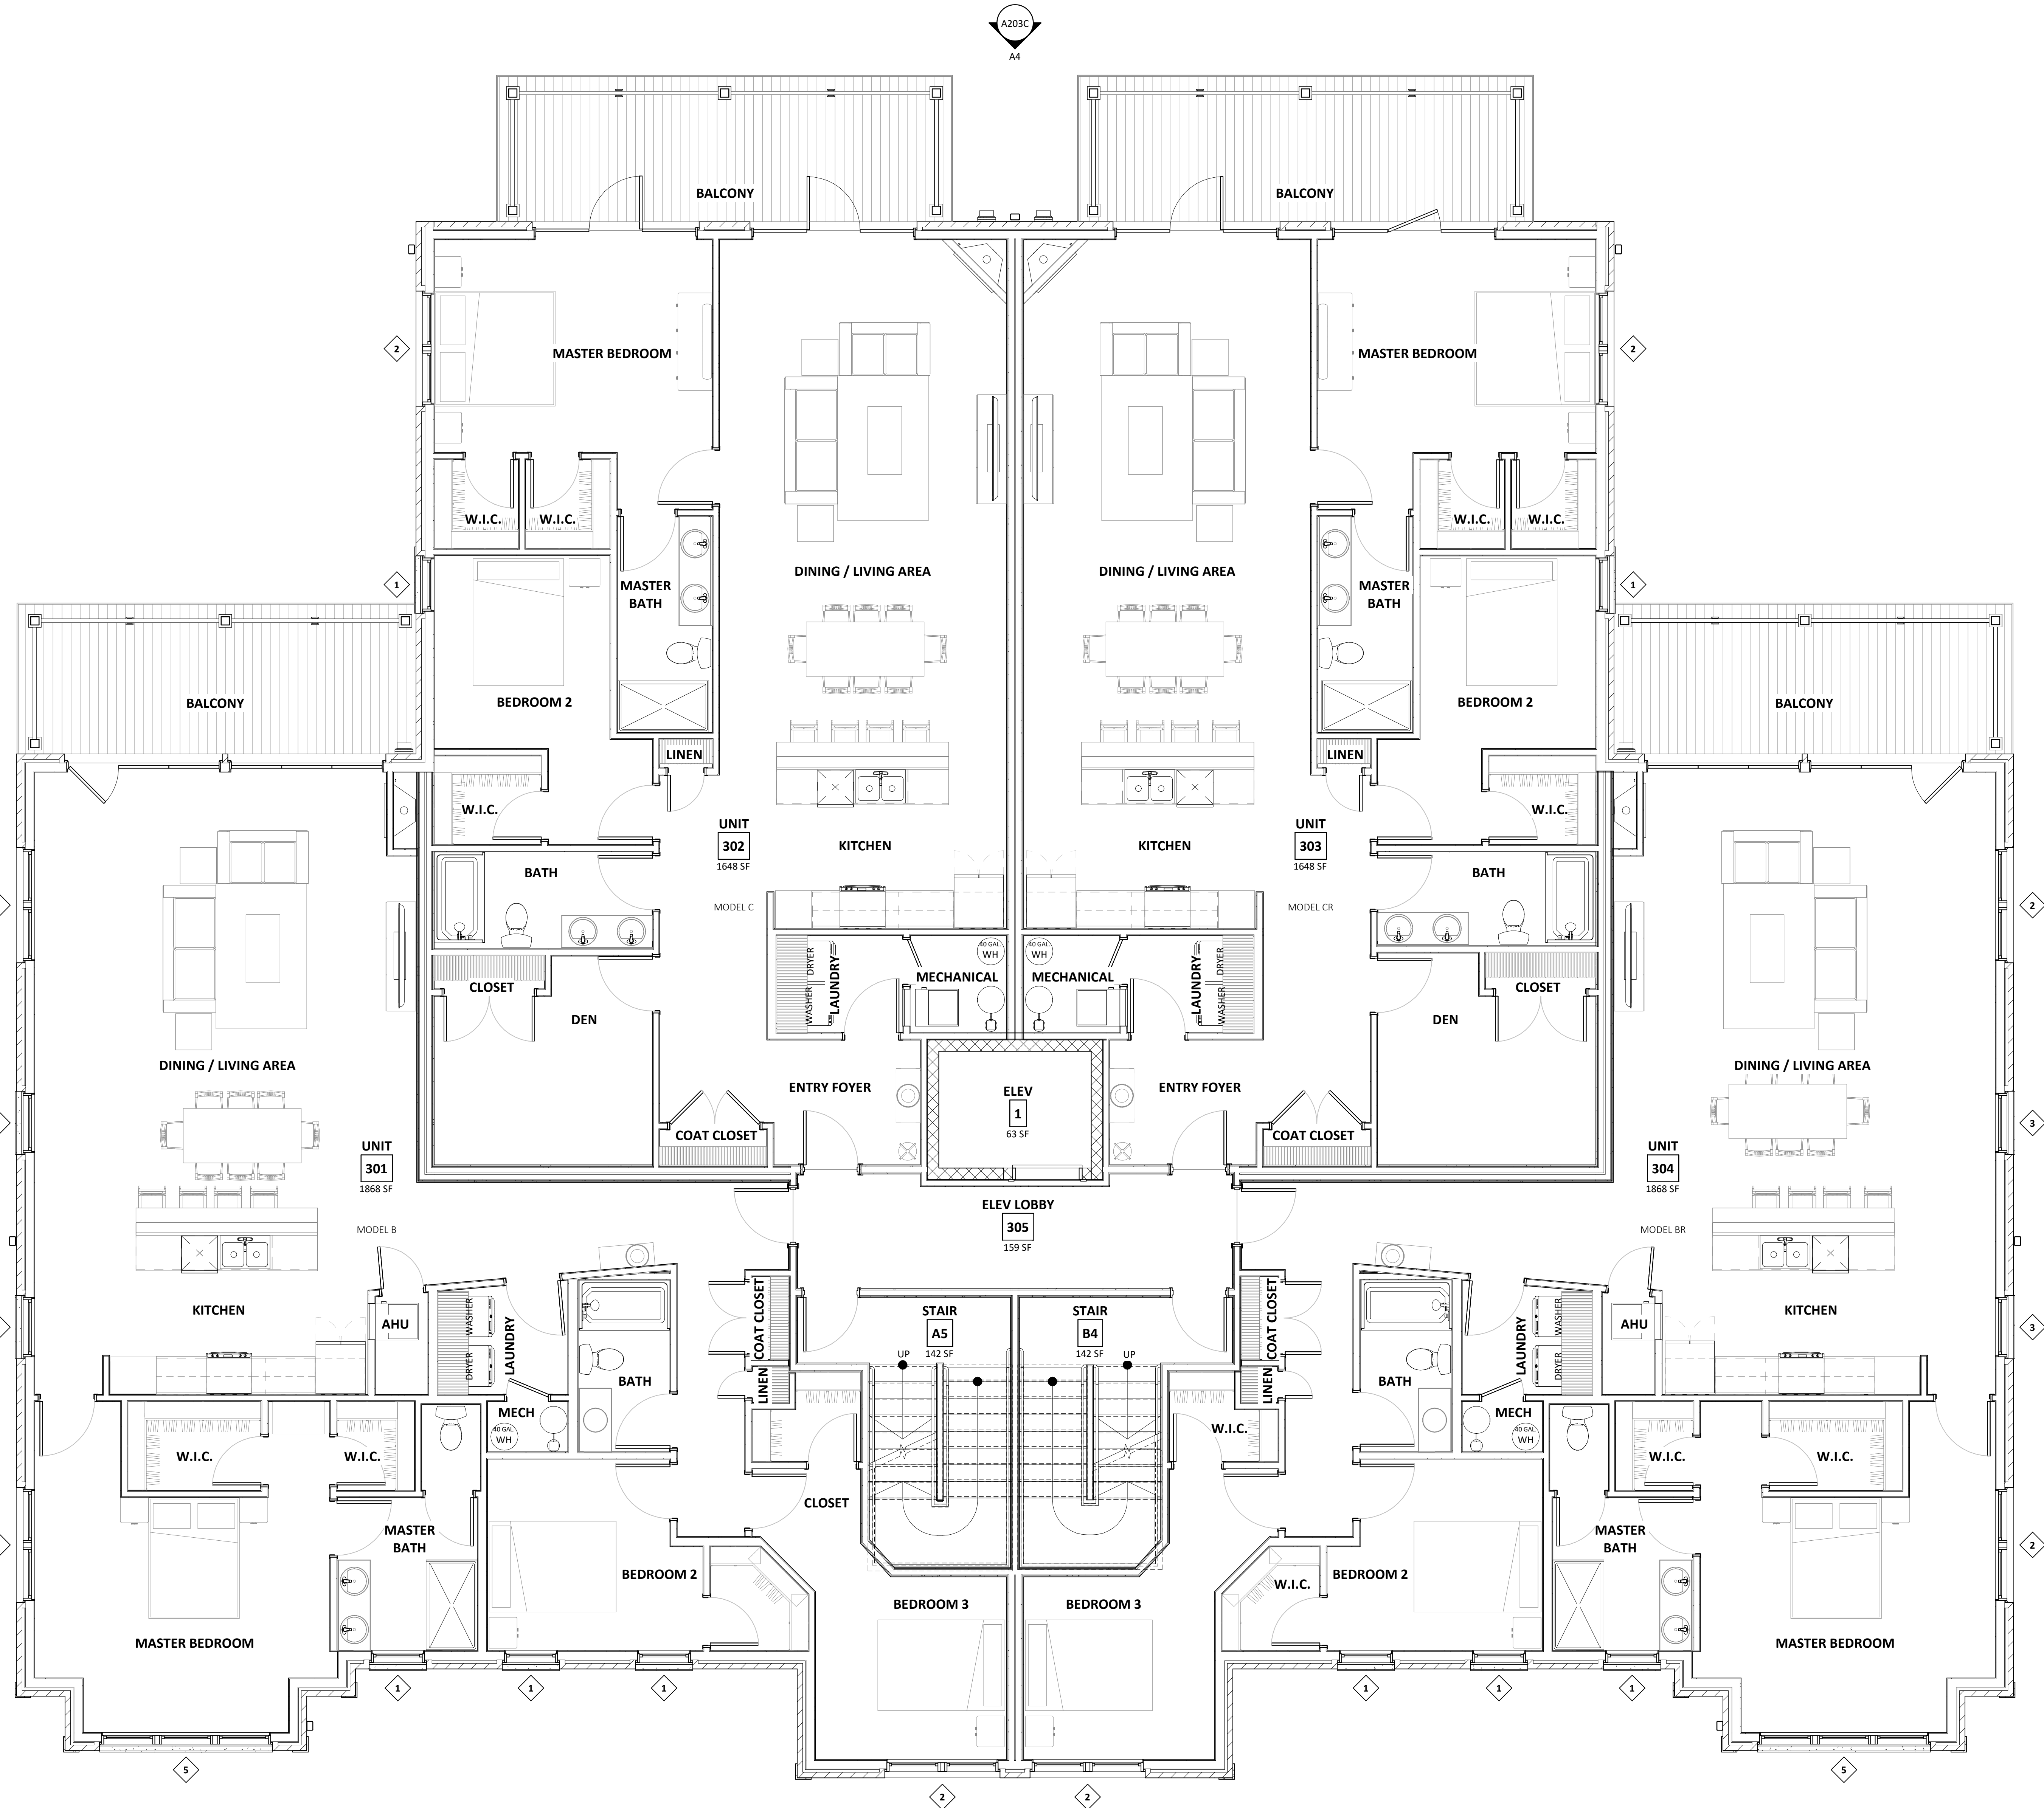 A203C
A4
BALCONY
BALCONY
2
MASTER BEDROOM
MASTER BEDROOM
2
W.I.C.
W.I.C.
W.I.C.
W.I.C.
1
MASTER
BATH
DINING / LIVING AREA
DINING / LIVING AREA
MASTER
BATH
1
BALCONY
BEDROOM 2
BEDROOM 2
BALCONY
LINEN
LINEN
W.I.C.
W.I.C.
UNIT
302
1648 SF
KITCHEN
KITCHEN
UNIT
303
1648 SF
BATH
BATH
MODEL C
MODEL CR
2
40 GAL.
WH
40 GAL.
WH
MECHANICAL
MECHANICAL
WASHER
DRYER
LAUNDRY
LAUNDRY
WASHER
DRYER
CLOSET
DEN
DEN
CLOSET
DINING / LIVING AREA
ENTRY FOYER
ELEV
1
63 SF
ENTRY FOYER
DINING / LIVING AREA
3
COAT CLOSET
COAT CLOSET
UNIT
301
1868 SF
UNIT
304
1868 SF
MODEL B
ELEV LOBBY
305
159 SF
MODEL BR
KITCHEN
AHU
WASHER
DRYER
LAUNDRY
COAT CLOSET
STAIR
A5
142 SF
UP
STAIR
B4
142 SF
UP
COAT CLOSET
LAUNDRY
WASHER
DRYER
AHU
KITCHEN
3
BATH
LINEN
LINEN
BATH
MECH
40 GAL.
WH
MECH
40 GAL.
WH
W.I.C.
W.I.C.
W.I.C.
W.I.C.
W.I.C.
CLOSET
MASTER
BATH
MASTER
BATH
2
BEDROOM 2
W.I.C.
BEDROOM 2
BEDROOM 3
BEDROOM 3
MASTER BEDROOM
MASTER BEDROOM
1
1
1
1
1
1
5
5
2
2